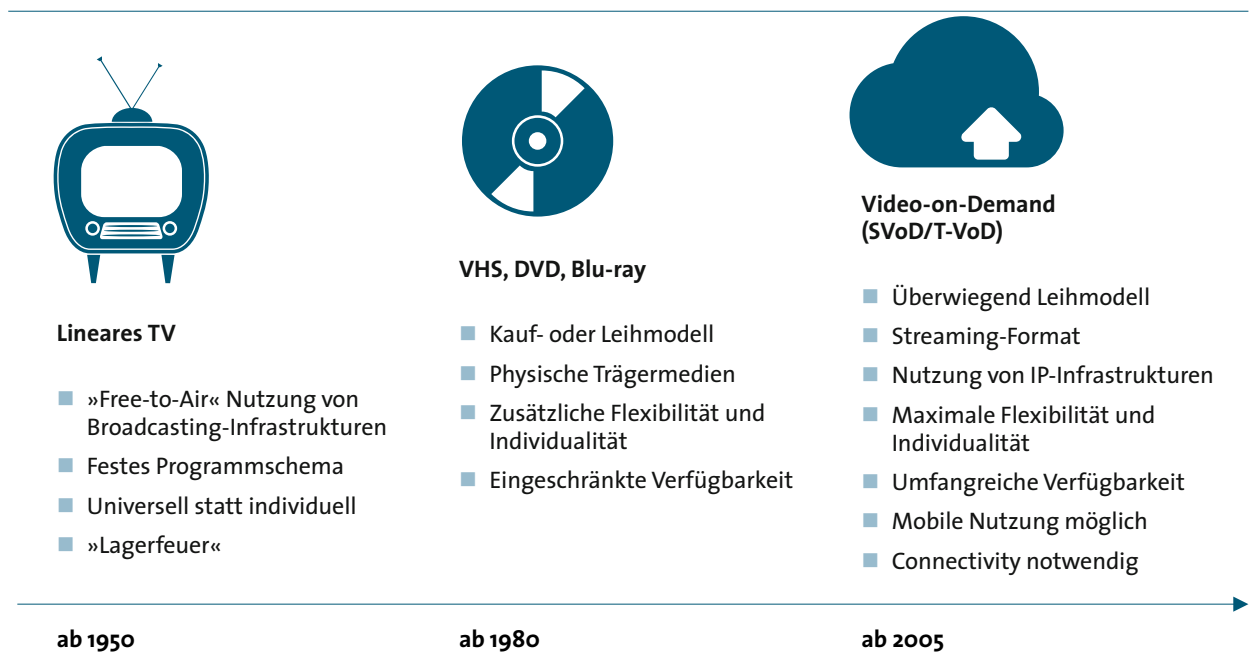 Lineares TV
»Free-to-Air« Nutzung von
Broadcasting-Infrastrukturen
Festes Programmschema
Universell statt individuell
»Lagerfeuer«
ab 1950
VHS, DVD, Blu-ray
Kauf- oder Leihmodell
Physische Trägermedien
Zusätzliche Flexibilität und
Individualität
Eingeschränkte Verfügbarkeit
ab 1980
Video-on-Demand
(SVoD/T-VoD)
Überwiegend Leihmodell
Streaming-Format
Nutzung von IP-Infrastrukturen
Maximale Flexibilität und
Individualität
Umfangreiche Verfügbarkeit
Mobile Nutzung möglich
Connectivity notwendig
ab 2005